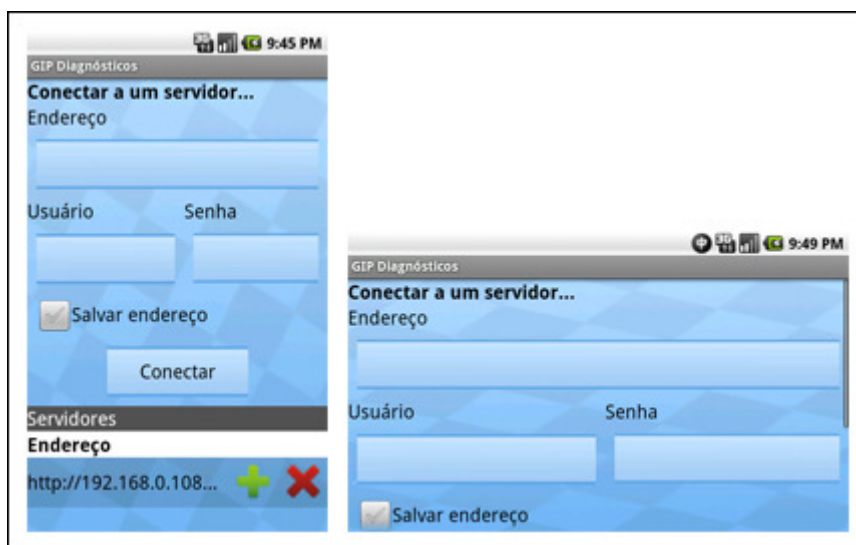 9:45 PM
GIP Diagnósticos
Conectar a um servidor...
Endereço
Usuário Senha
Salvar endereço
Conectar
Servidores
Endereço
http://192.168.0.108...
3G 9:49 PM
GIP Diagnósticos
Conectar a um servidor...
Endereço
Usuário Senha
Salvar endereço